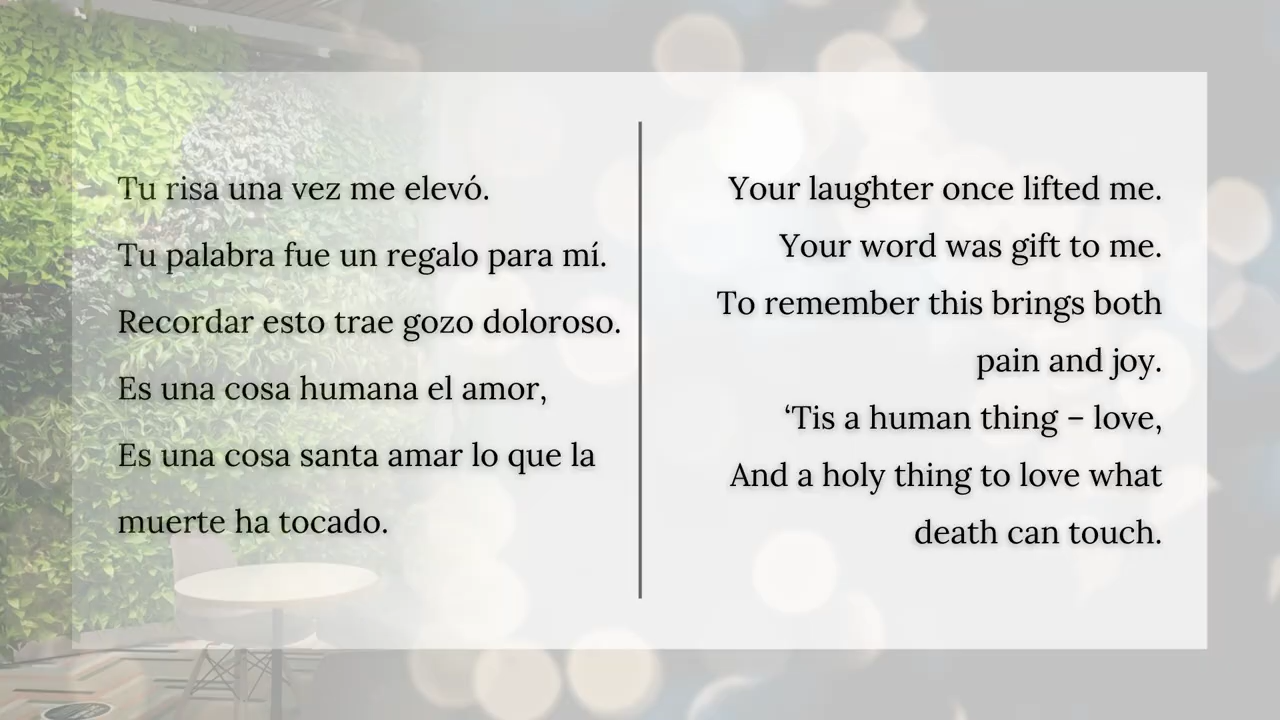 Tu risa una vez me elevó.
Tu palabra fue un regalo para mí.
Recordar esto trae gozo doloroso.
Es una cosa humana el amor,
Es una cosa santa amar lo que la
muerte ha tocado.
Your laughter once lifted me.
Your word was gift to me.
To remember this brings both
pain and joy.
‘Tis a human thing – love,
And a holy thing to love what
death can touch.